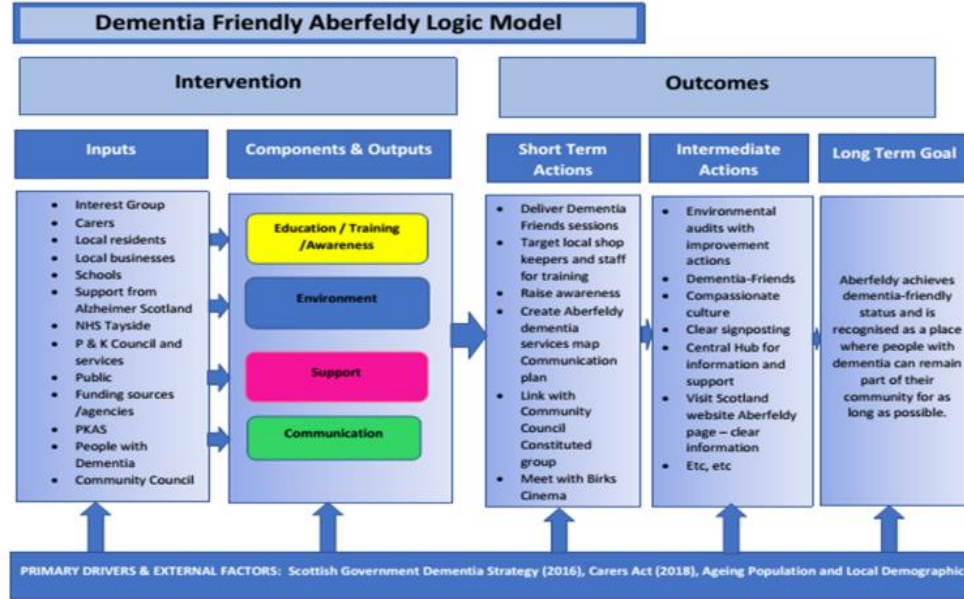 Dementia Friendly Aberfeldy Logic Model
Intervention
Outcomes
Inputs
Components & Outputs
Short Term
Actions
Intermediate
Actions
Long Term Goal
• Interest Group
• Carers
• Local residents
• Local businesses
• Schools
• Support from
Alzheimer Scotland
• NHS Tayside
• P & K Council and
services
• Public
• Funding sources
/agencies
• PKAS
• People with
Dementia
• Community Council
Education / Training
/Awareness
Environment
Support
Communication
• Deliver Dementia
Friends sessions
• Target local shop
keepers and staff
for training
• Raise awareness
• Create Aberfeldy
dementia
services map
Communication
plan
• Link with
Community
Council
Constituted
group
• Meet with Birks
Cinema
• Environmental
audits with
improvement
actions
• Dementia-Friends
• Compassionate
culture
• Clear signposting
• Central Hub for
information and
support
• Visit Scotland
website Aberfeldy
page – clear
information
• Etc, etc
Aberfeldy achieves
dementia-friendly
status and is
recognised as a place
where people with
dementia can remain
part of their
community for as
long as possible.
PRIMARY DRIVERS & EXTERNAL FACTORS: Scottish Government Dementia Strategy (2016), Carers Act (2018), Ageing Population and Local Demographic